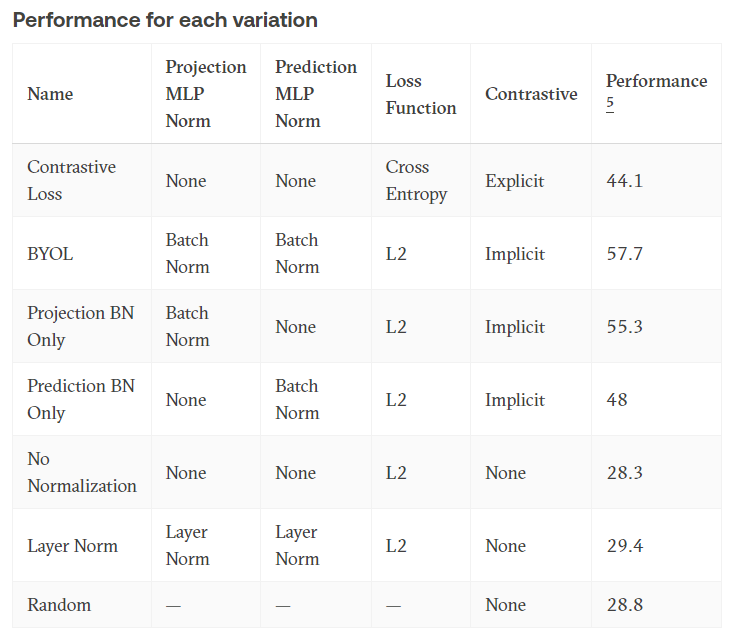 Performance for each variation
Name | Projection MLP Norm | Prediction MLP Norm | Loss Function | Contrastive | Performance 5
Contrastive Loss | None | None | Cross Entropy | Explicit | 44.1
BYOL | Batch Norm | Batch Norm | L2 | Implicit | 57.7
Projection BN Only | Batch Norm | None | L2 | Implicit | 55.3
Prediction BN Only | None | Batch Norm | L2 | Implicit | 48
No Normalization | None | None | L2 | None | 28.3
Layer Norm | Layer Norm | Layer Norm | L2 | None | 29.4
Random | — | — | — | None | 28.8